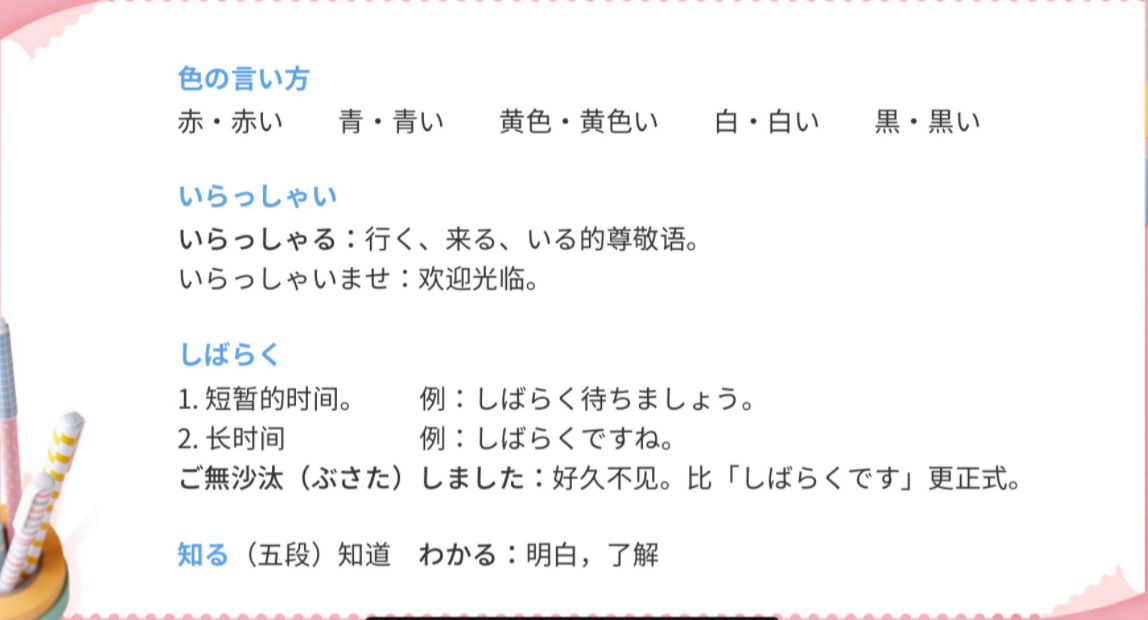 色の言い方
赤・赤い 青・青い 黄色・黄色い 白・白い 黒・黒い
いらっしゃい
いらっしゃる：行く、来る、いる的尊敬语。
いらっしゃいませ：欢迎光临。
しばらく
1. 短暂的时间。 例：しばらく待ちましょう。
2. 长时间 例：しばらくですね。
ご無沙汰（ぶさた）しました：好久不见。比「しばらくです」更正式。
知る（五段）知道 わかる：明白，了解